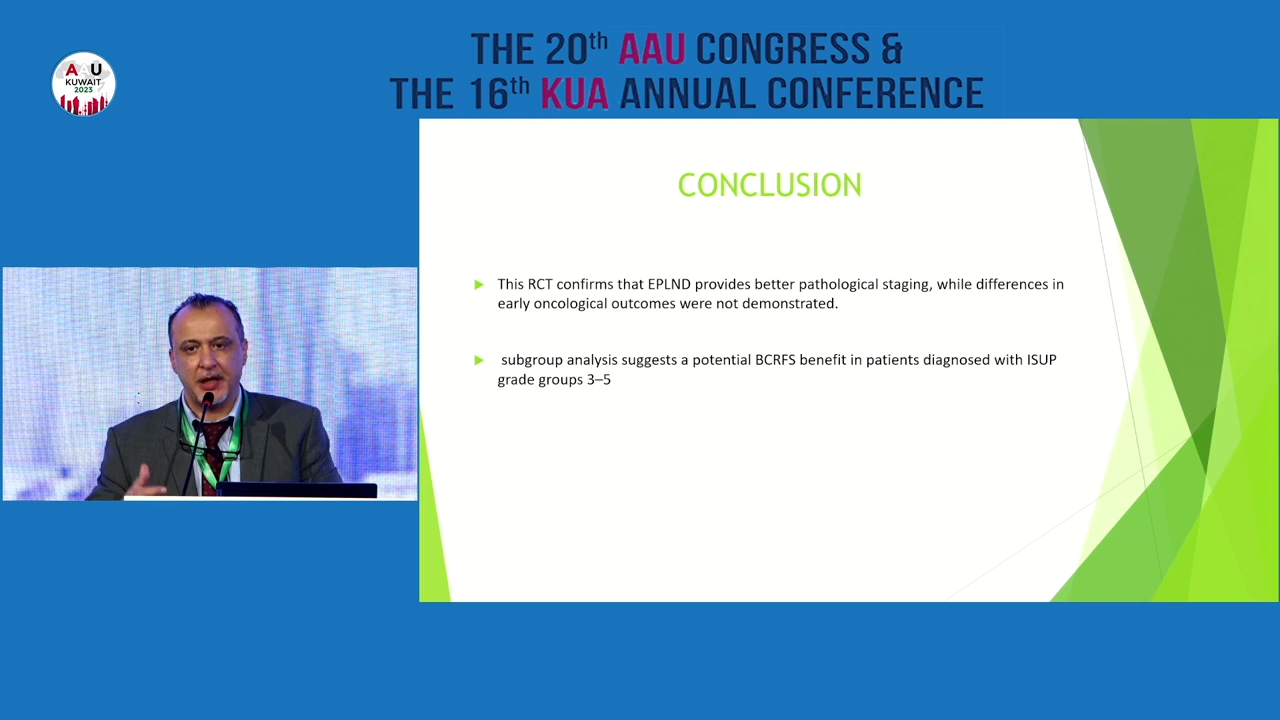 AAU
KUWAIT
2023
THE 20th AAU CONGRESS &
THE 16th KUA ANNUAL CONFERENCE
CONCLUSION
This RCT confirms that EPLND provides better pathological staging, while differences in
early oncological outcomes were not demonstrated.
subgroup analysis suggests a potential BCRFS benefit in patients diagnosed with ISUP
grade groups 3–5